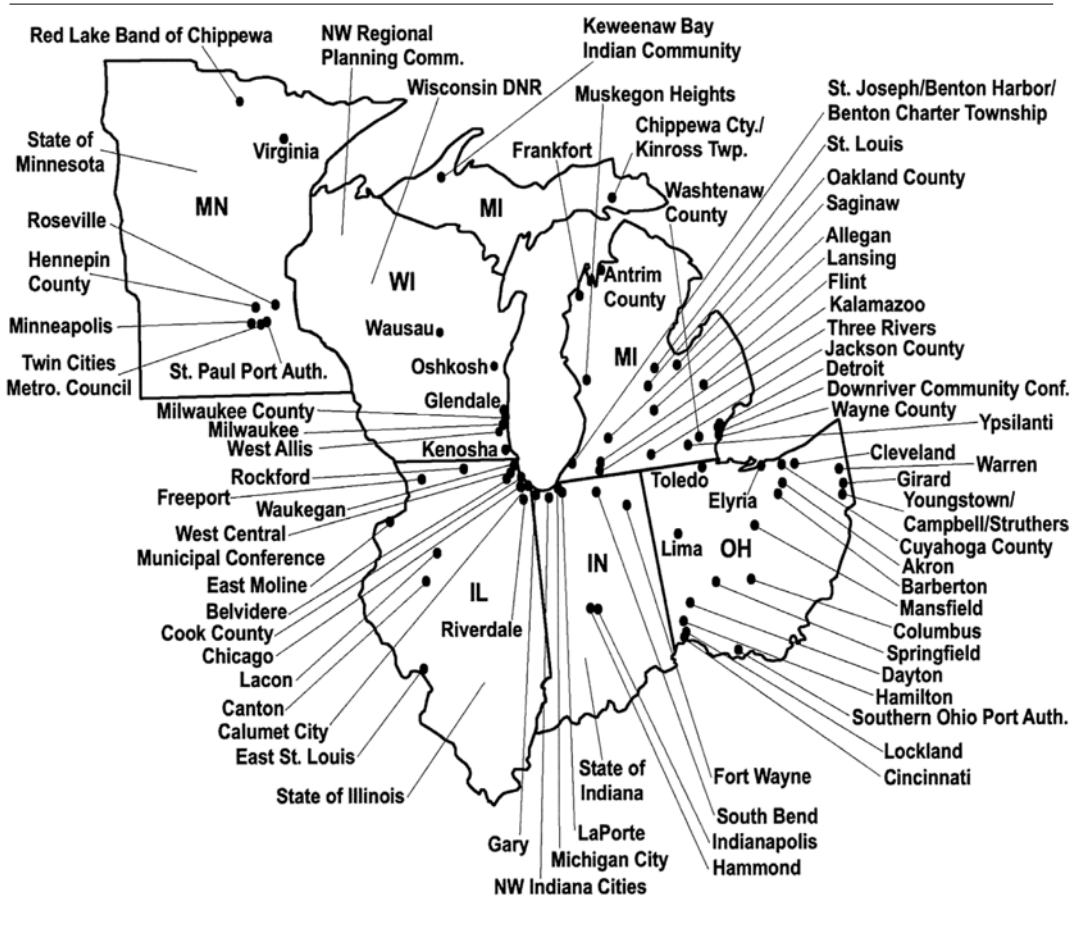 Red Lake Band of Chippewa
NW Regional
Planning Comm.
Keweenaw Bay
Indian Community
Wisconsin DNR
Muskegon Heights
St. Joseph/Benton Harbor/
Benton Charter Township
Chippewa Cty./
Kinross Twp.
State of
Minnesota
Virginia
Frankfort
St. Louis
Oakland County
Washtenaw
County
Saginaw
MN
MI
Roseville
Allegan
Lansing
Hennepin
County
WI
Antrim
County
Flint
Kalamazoo
Minneapolis
Wausau
Three Rivers
MI
Jackson County
Twin Cities
Metro. Council
St. Paul Port Auth.
Oshkosh
Detroit
Downriver Community Conf.
Glendale
Milwaukee County
Wayne County
Milwaukee
Ypsilanti
West Allis
Kenosha
Cleveland
Warren
Rockford
Toledo
Girard
Freeport
Elyria
Youngstown/
Campbell/Struthers
Waukegan
West Central
Municipal Conference
Lima
OH
Cuyahoga County
IN
Akron
East Moline
Barberton
IL
Belvidere
Mansfield
Cook County
Riverdale
Columbus
Chicago
Springfield
Lacon
Dayton
Canton
Hamilton
Calumet City
Southern Ohio Port Auth.
East St. Louis
Lockland
State of
Indiana
Fort Wayne
Cincinnati
State of Illinois
South Bend
Gary
LaPorte
Indianapolis
Michigan City
Hammond
NW Indiana Cities